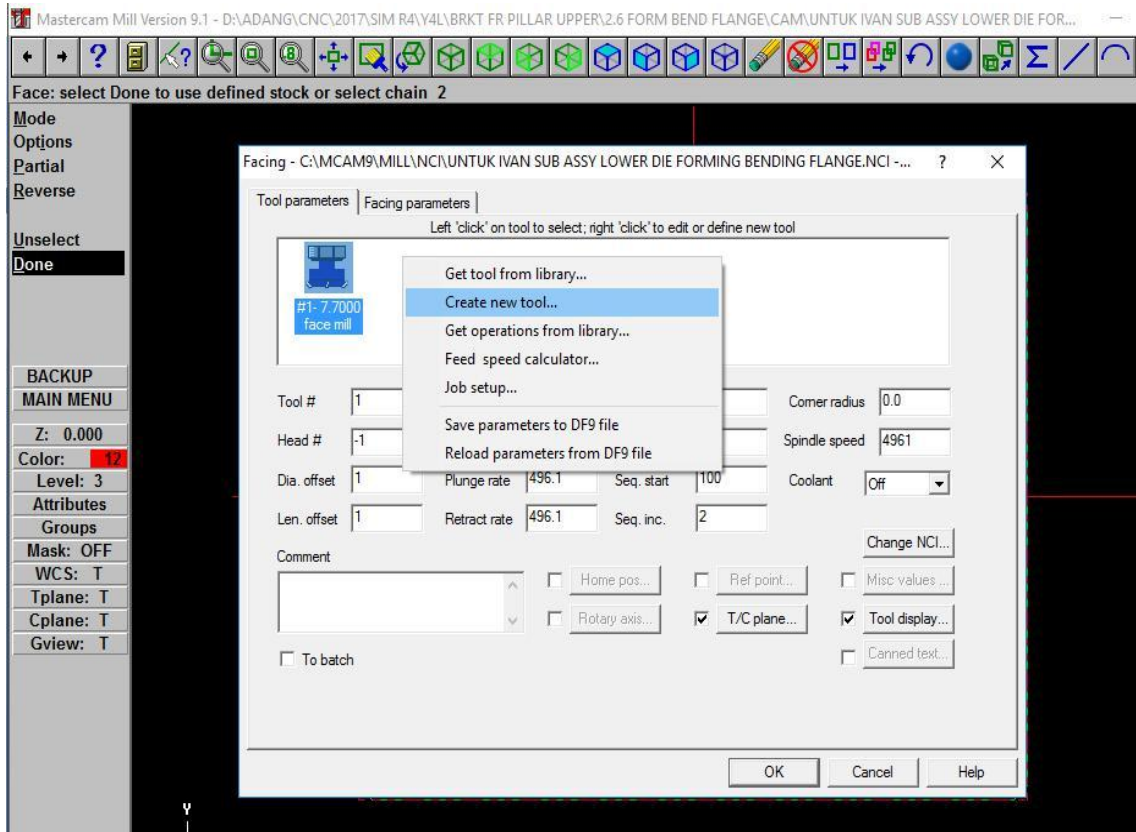 Mastercam Mill Version 9.1 - D:\ADANG\CNC\2017\SIM R4\Y4L\BRKT FR PILLAR UPPER\2.6 FORM BEND FLANGE\CAM\UNTUK IVAN SUB ASSY LOWER DIE FOR...
Face: select Done to use defined stock or select chain 2
Mode
Options
Partial
Reverse
Unselect
Done
BACKUP
MAIN MENU
Z: 0.000
Color: 12
Level: 3
Attributes
Groups
Mask: OFF
WCS: T
Tplane: T
Cplane: T
Gview: T
Facing - C:\MCAM9\MILL\NCI\UNTUK IVAN SUB ASSY LOWER DIE FORMING BENDING FLANGE.NCI -... ?
Tool parameters Facing parameters
Left 'click' on tool to select; right 'click' to edit or define new tool
#1- 7.7000
face mill
Get tool from library...
Create new tool...
Get operations from library...
Feed speed calculator...
Job setup...
Save parameters to DF9 file
Reload parameters from DF9 file
Tool # 1 Corner radius 0.0
Head # -1 Spindle speed 4961
Dia. offset 1 Plunge rate 496.1 Seq. start 100 Coolant Off
Len. offset 1 Retract rate 496.1 Seq. inc. 2
Change NCI...
Comment
Home pos... Ref point... Misc values ...
Rotary axis... T/C plane... Tool display...
To batch Canned text...
OK Cancel Help
Y